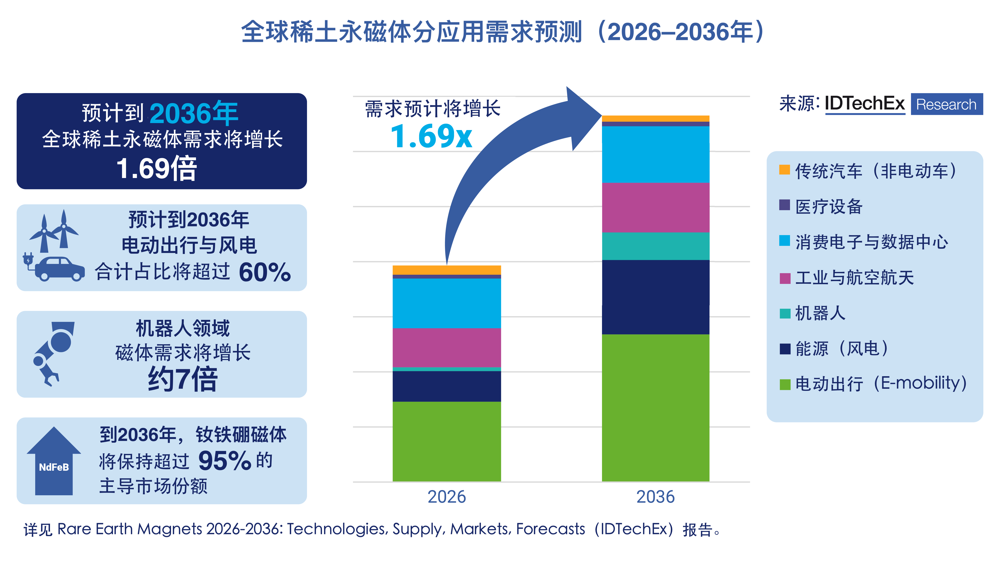 全球稀土永磁体分应用需求预测（2026–2036年）
预计到 2036年
全球稀土永磁体需求将增长
1.69倍
预计到2036年
电动出行与风电
合计占比将超过 60%
机器人领域
磁体需求将增长
约7倍
NdFeB
到2036年，钕铁硼磁体
将保持超过 95% 的
主导市场份额
需求预计将增长
1.69x
2026
2036
来源：IDTechEx Research
传统汽车（非电动车）
医疗设备
消费电子与数据中心
工业与航空航天
机器人
能源（风电）
电动出行（E-mobility）
详见 Rare Earth Magnets 2026-2036: Technologies, Supply, Markets, Forecasts（IDTechEx）报告。